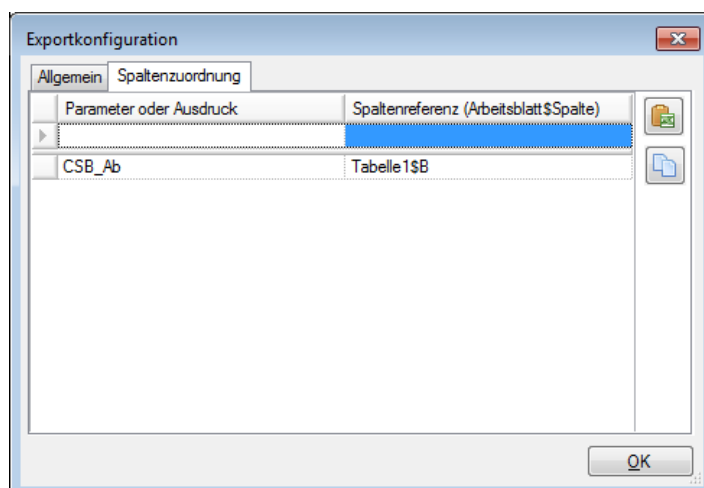 Exportkonfiguration
Allgemein Spaltenzuordnung
Parameter oder Ausdruck Spaltenreferenz (Arbeitsblatt$Spalte)
CSB_Ab Tabelle1$B
OK